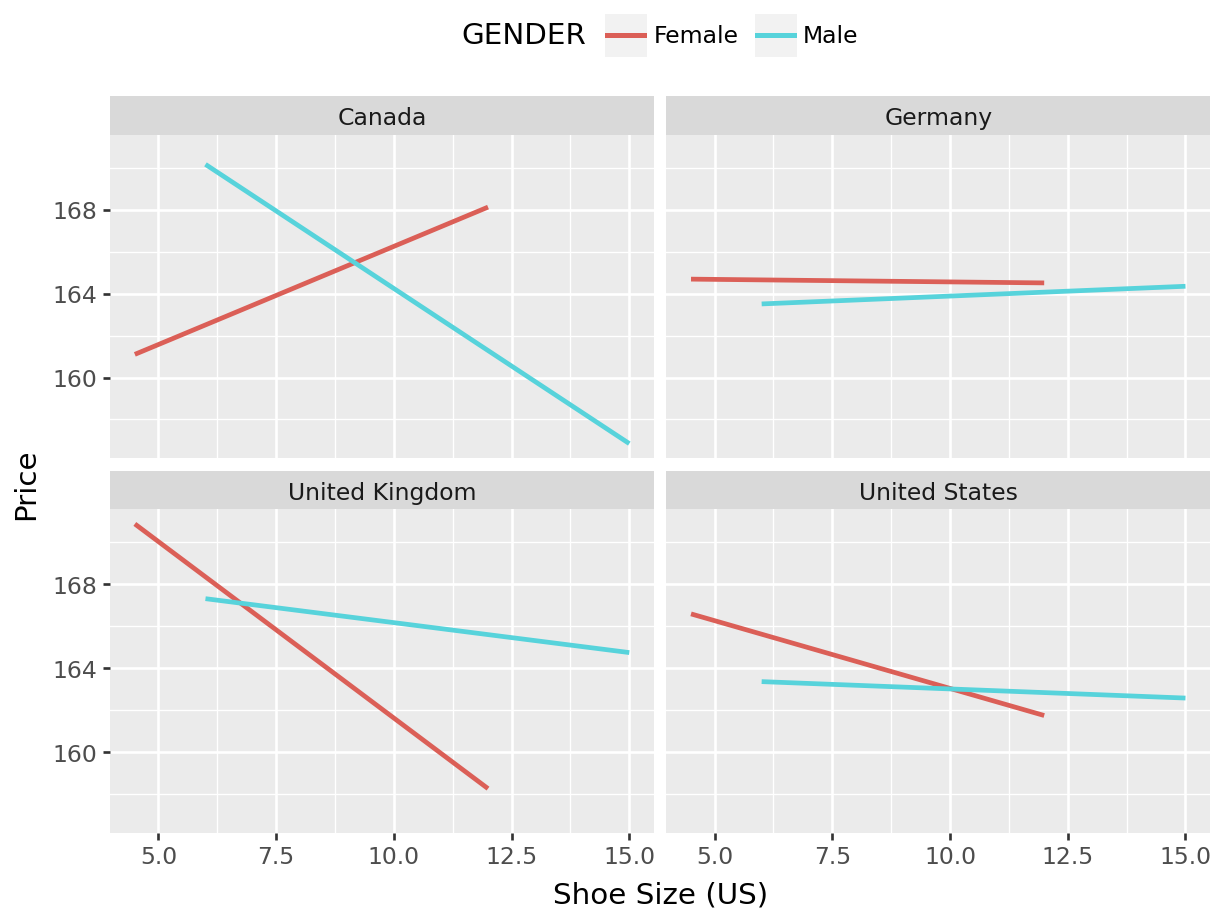 GENDER Female Male
Canada Germany
168
164
160
Price
United Kingdom United States
168
164
160
5.0 7.5 10.0 12.5 15.0 5.0 7.5 10.0 12.5 15.0
Shoe Size (US)